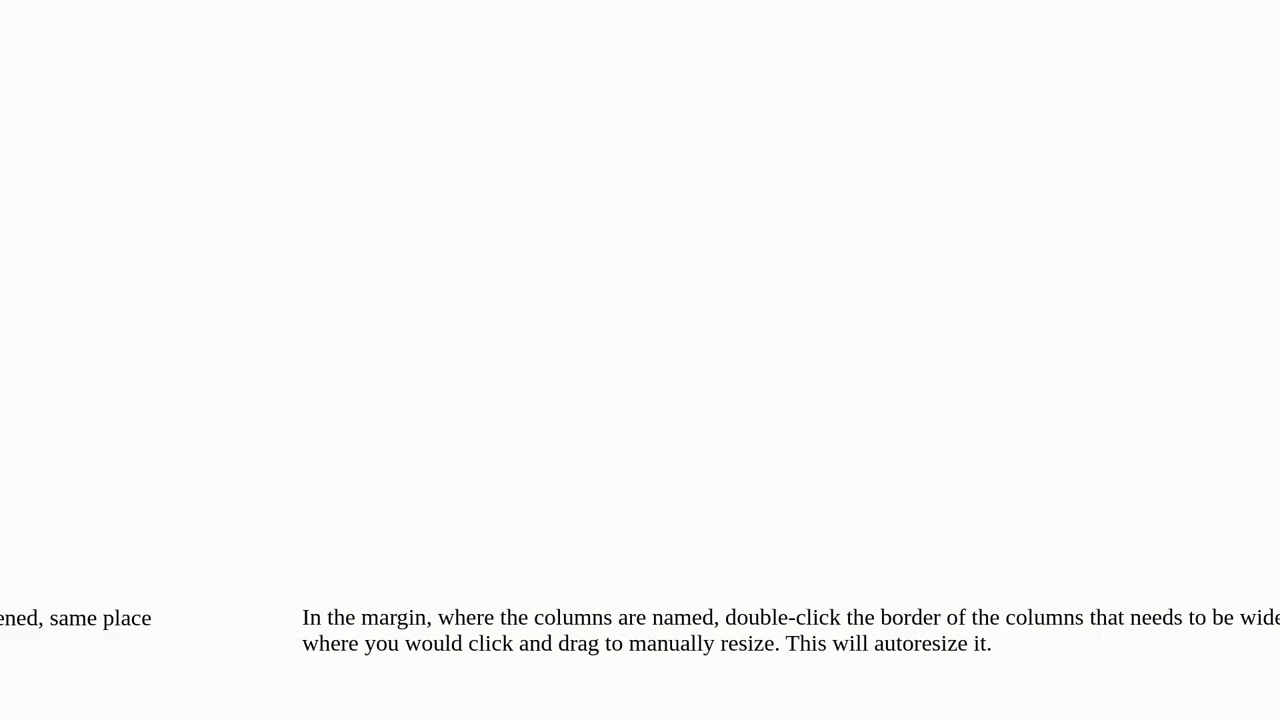 ened, same place
In the margin, where the columns are named, double-click the border of the columns that needs to be wide
where you would click and drag to manually resize. This will autoresize it.